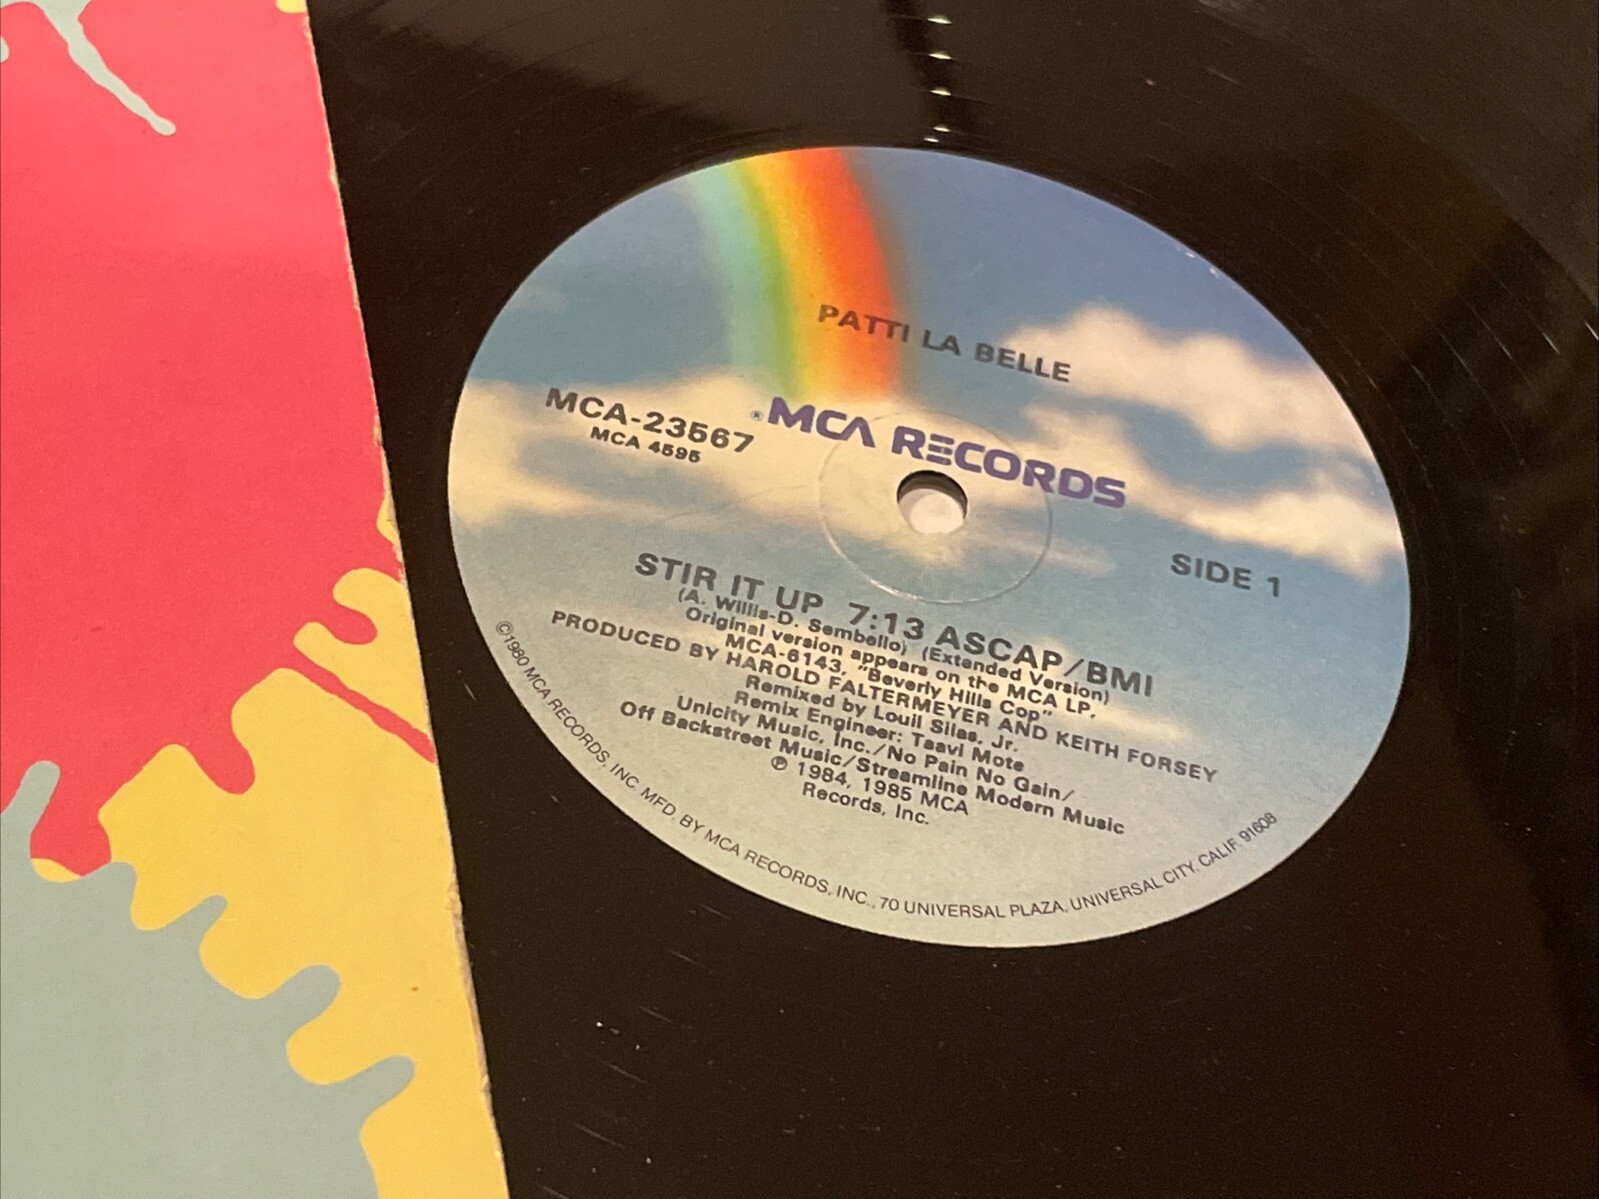 PATTI LA BELLE
MCA-23567
MCA 4595
® MCA RECORDS
SIDE 1
STIR IT UP 7:13 ASCAP/BMI
(A. Willis-D. Sembello) (Extended Version)
Original version appears on the MCA LP.
MCA-6143, "Beverly Hills Cop"
PRODUCED BY HAROLD FALTERMEYER AND KEITH FORSEY
Remixed by Louil Silas, Jr.
Remix Engineer: Taavi Mote
Unicity Music, Inc./No Pain No Gain/
Off Backstreet Music/Streamline Modern Music
℗ 1984, 1985 MCA
Records, Inc.
©1980 MCA RECORDS, INC. MFD. BY MCA RECORDS, INC., 70 UNIVERSAL PLAZA, UNIVERSAL CITY, CALIF. 91608